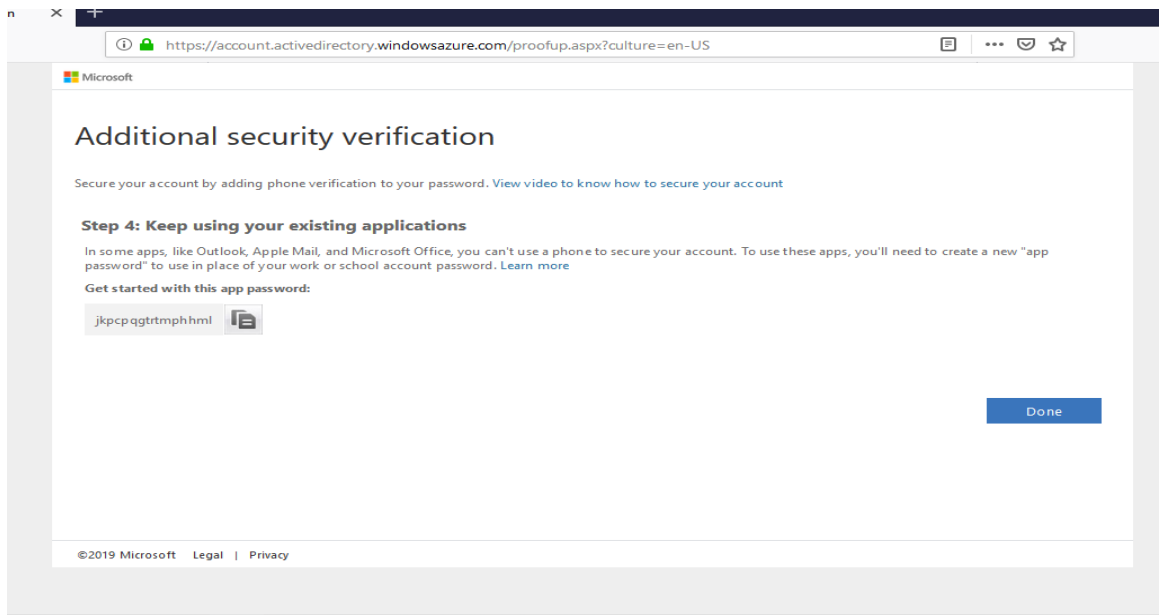 n
https://account.activedirectory.windowsazure.com/proofup.aspx?culture=en-US
Microsoft
Additional security verification
Secure your account by adding phone verification to your password. View video to know how to secure your account
Step 4: Keep using your existing applications
In some apps, like Outlook, Apple Mail, and Microsoft Office, you can't use a phone to secure your account. To use these apps, you'll need to create a new "app
password" to use in place of your work or school account password. Learn more
Get started with this app password:
jkpcpqgtrtmphhml
Done
©2019 Microsoft Legal | Privacy